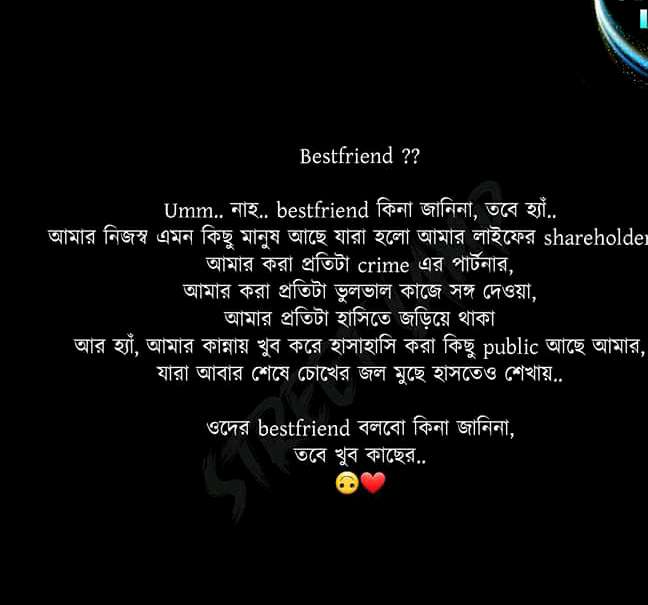 Bestfriend ??
Umm.. নাহ.. bestfriend কিনা জানিনা, তবে হ্যাঁ..
আমার নিজস্ব এমন কিছু মানুষ আছে যারা হলো আমার লাইফের shareholder
আমার করা প্রতিটা crime এর পার্টনার,
আমার করা প্রতিটা ভুলভাল কাজে সঙ্গ দেওয়া,
আমার প্রতিটা হাসিতে জড়িয়ে থাকা
আর হ্যাঁ, আমার কান্নায় খুব করে হাসাহাসি করা কিছু public আছে আমার,
যারা আবার শেষে চোখের জল মুছে হাসতেও শেখায়..
ওদের bestfriend বলবো কিনা জানিনা,
তবে খুব কাছের..
🙃❤️